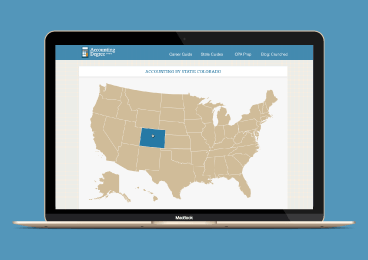 Accounting
Degree
Career Guide State Guides CPA Prep Blog: Crunched
ACCOUNTING BY STATE: COLORADO
MacBook